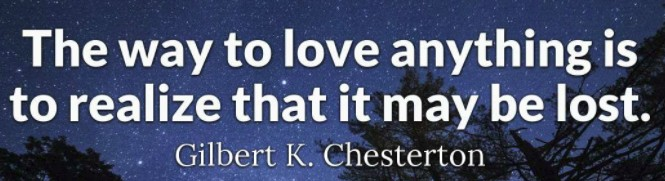 The way to love anything is
to realize that it may be lost.
Gilbert K. Chesterton